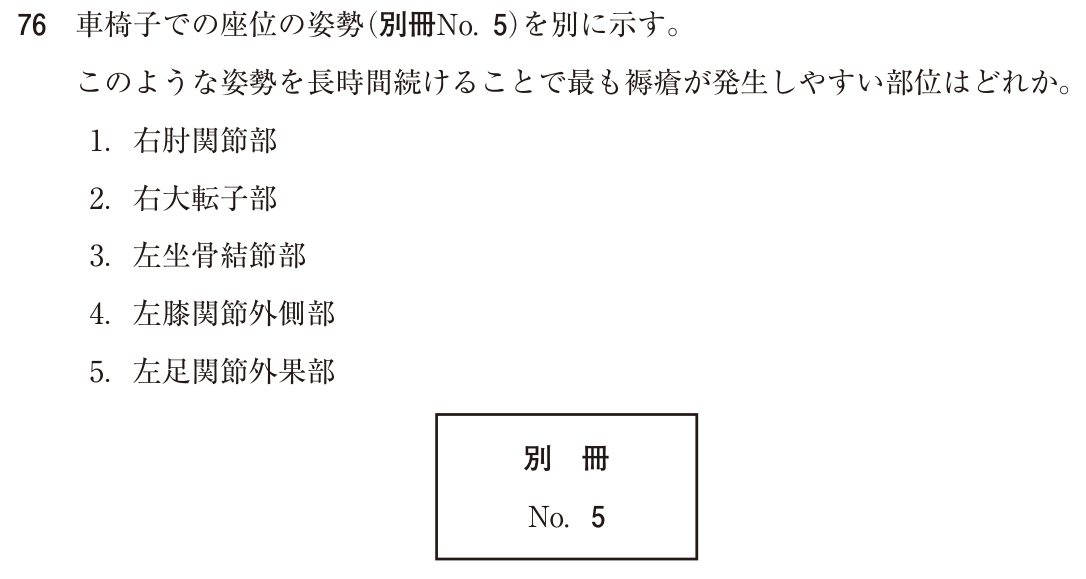 76 車椅子での座位の姿勢(別冊No. 5)を別に示す。
このような姿勢を長時間続けることで最も褥瘡が発生しやすい部位はどれか。
1. 右肘関節部
2. 右大転子部
3. 左坐骨結節部
4. 左膝関節外側部
5. 左足関節外果部
別 冊
No. 5